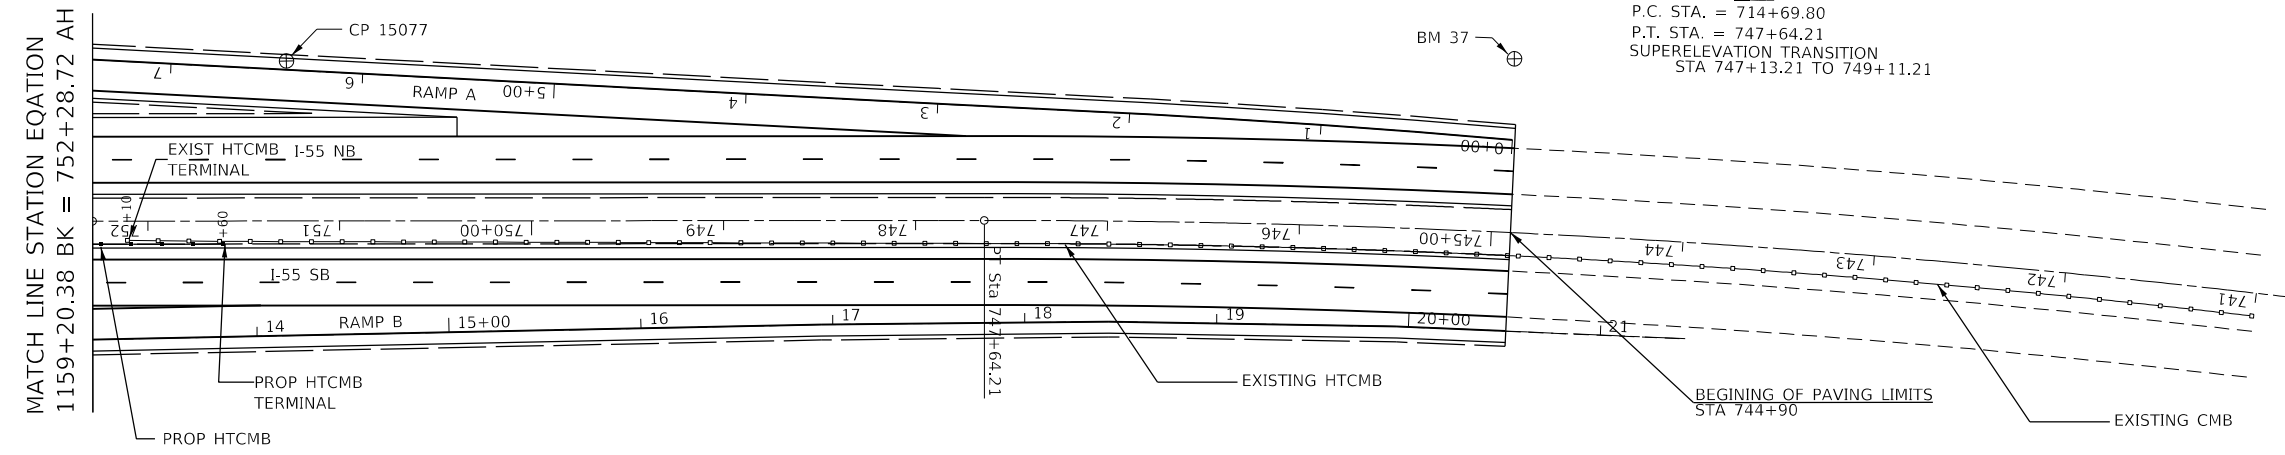 MATCH LINE STATION EQATION
1159+20.38 BK = 752+28.72 AH
CP 15077
BM 37
P.C. STA. = 714+69.80
P.T. STA. = 747+64.21
SUPERELEVATION TRANSITION
STA 747+13.21 TO 749+11.21
7
6
RAMP A
5+00
4
3
2
1
0+00
EXIST HTCMB
TERMINAL
I-55 NB
+10
+60
752
751
750+00
749
748
747
746
745+00
744
743
742
741
I-55 SB
PT Sta 747+64.21
14
RAMP B
15+00
16
17
18
19
20+00
21
PROP HTCMB
TERMINAL
PROP HTCMB
EXISTING HTCMB
BEGINING OF PAVING LIMITS
STA 744+90
EXISTING CMB